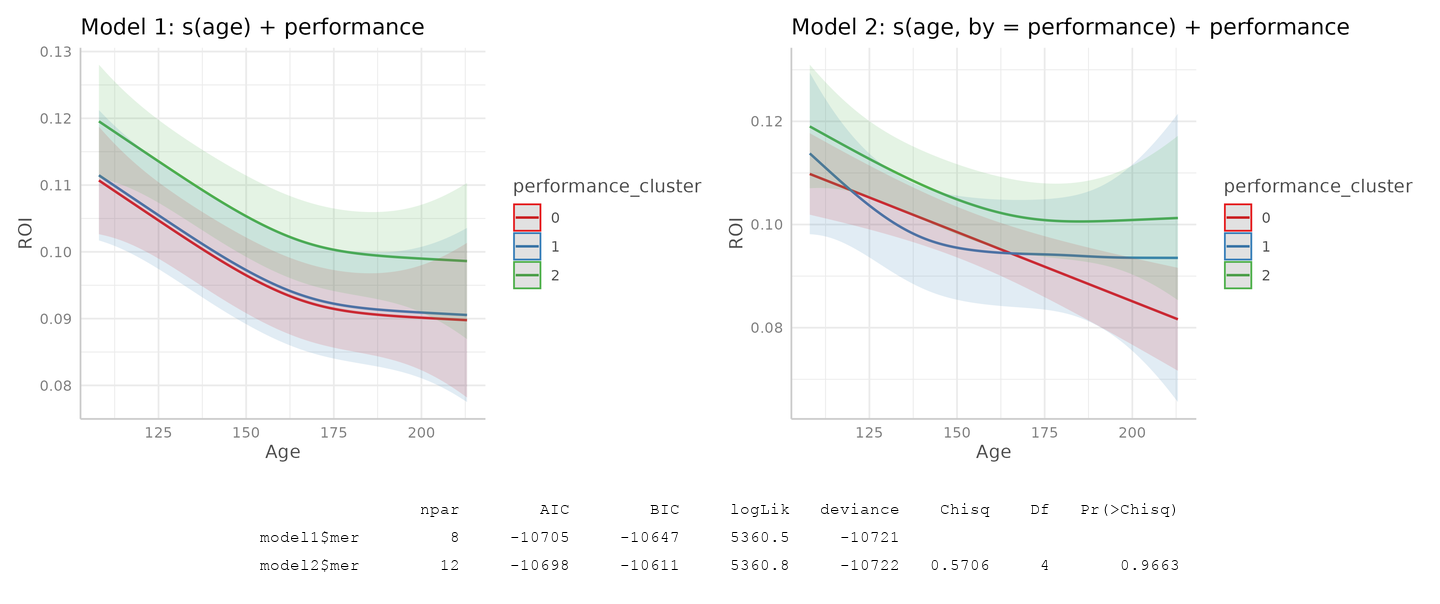 Model 1: s(age) + performance
0.13
0.12
0.11
0.10
0.09
0.08
ROI
125 150 175 200
Age
performance_cluster
0
1
2
Model 2: s(age, by = performance) + performance
0.12
0.10
0.08
ROI
125 150 175 200
Age
performance_cluster
0
1
2
npar AIC BIC logLik deviance Chisq Df Pr(>Chisq)
model1$mer 8 -10705 -10647 5360.5 -10721
model2$mer 12 -10698 -10611 5360.8 -10722 0.5706 4 0.9663